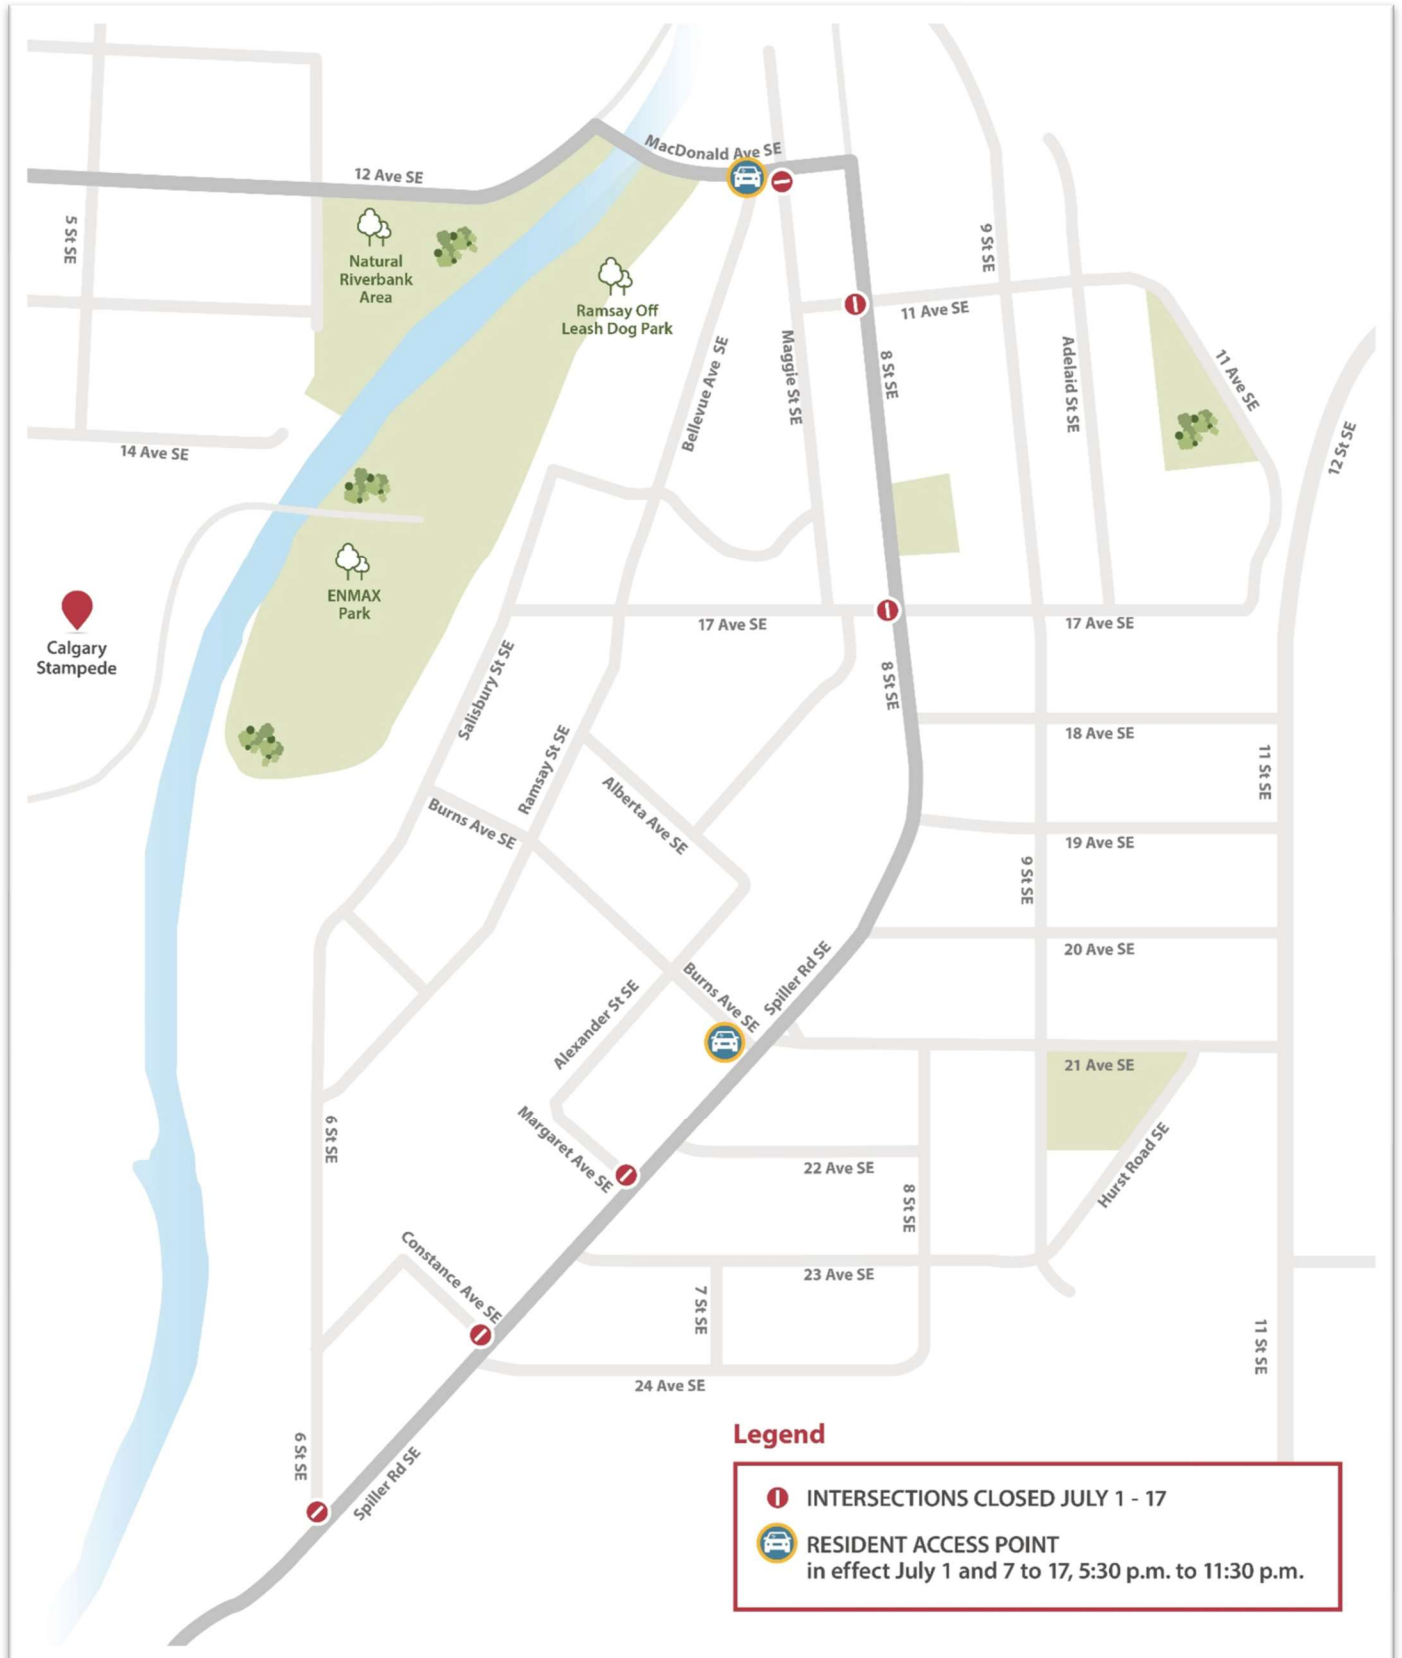 MacDonald Ave SE
12 Ave SE
5 St SE
9 St SE
Natural
Riverbank
Area
Ramsay Off
Leash Dog Park
11 Ave SE
Bellevue Ave SE
Maggie St SE
8 St SE
Adelaid St SE
11 Ave SE
12 St SE
14 Ave SE
ENMAX
Park
Calgary
Stampede
17 Ave SE
17 Ave SE
Salisbury St SE
8 St SE
18 Ave SE
11 St SE
Ramsay St SE
Alberta Ave SE
Burns Ave SE
19 Ave SE
9 St SE
20 Ave SE
Spiller Rd SE
Burns Ave SE
Alexander St SE
21 Ave SE
6 St SE
Margaret Ave SE
22 Ave SE
Hurst Road SE
8 St SE
Constance Ave SE
23 Ave SE
7 St SE
11 St SE
24 Ave SE
6 St SE
Spiller Rd SE
Legend
INTERSECTIONS CLOSED JULY 1 - 17
RESIDENT ACCESS POINT
in effect July 1 and 7 to 17, 5:30 p.m. to 11:30 p.m.